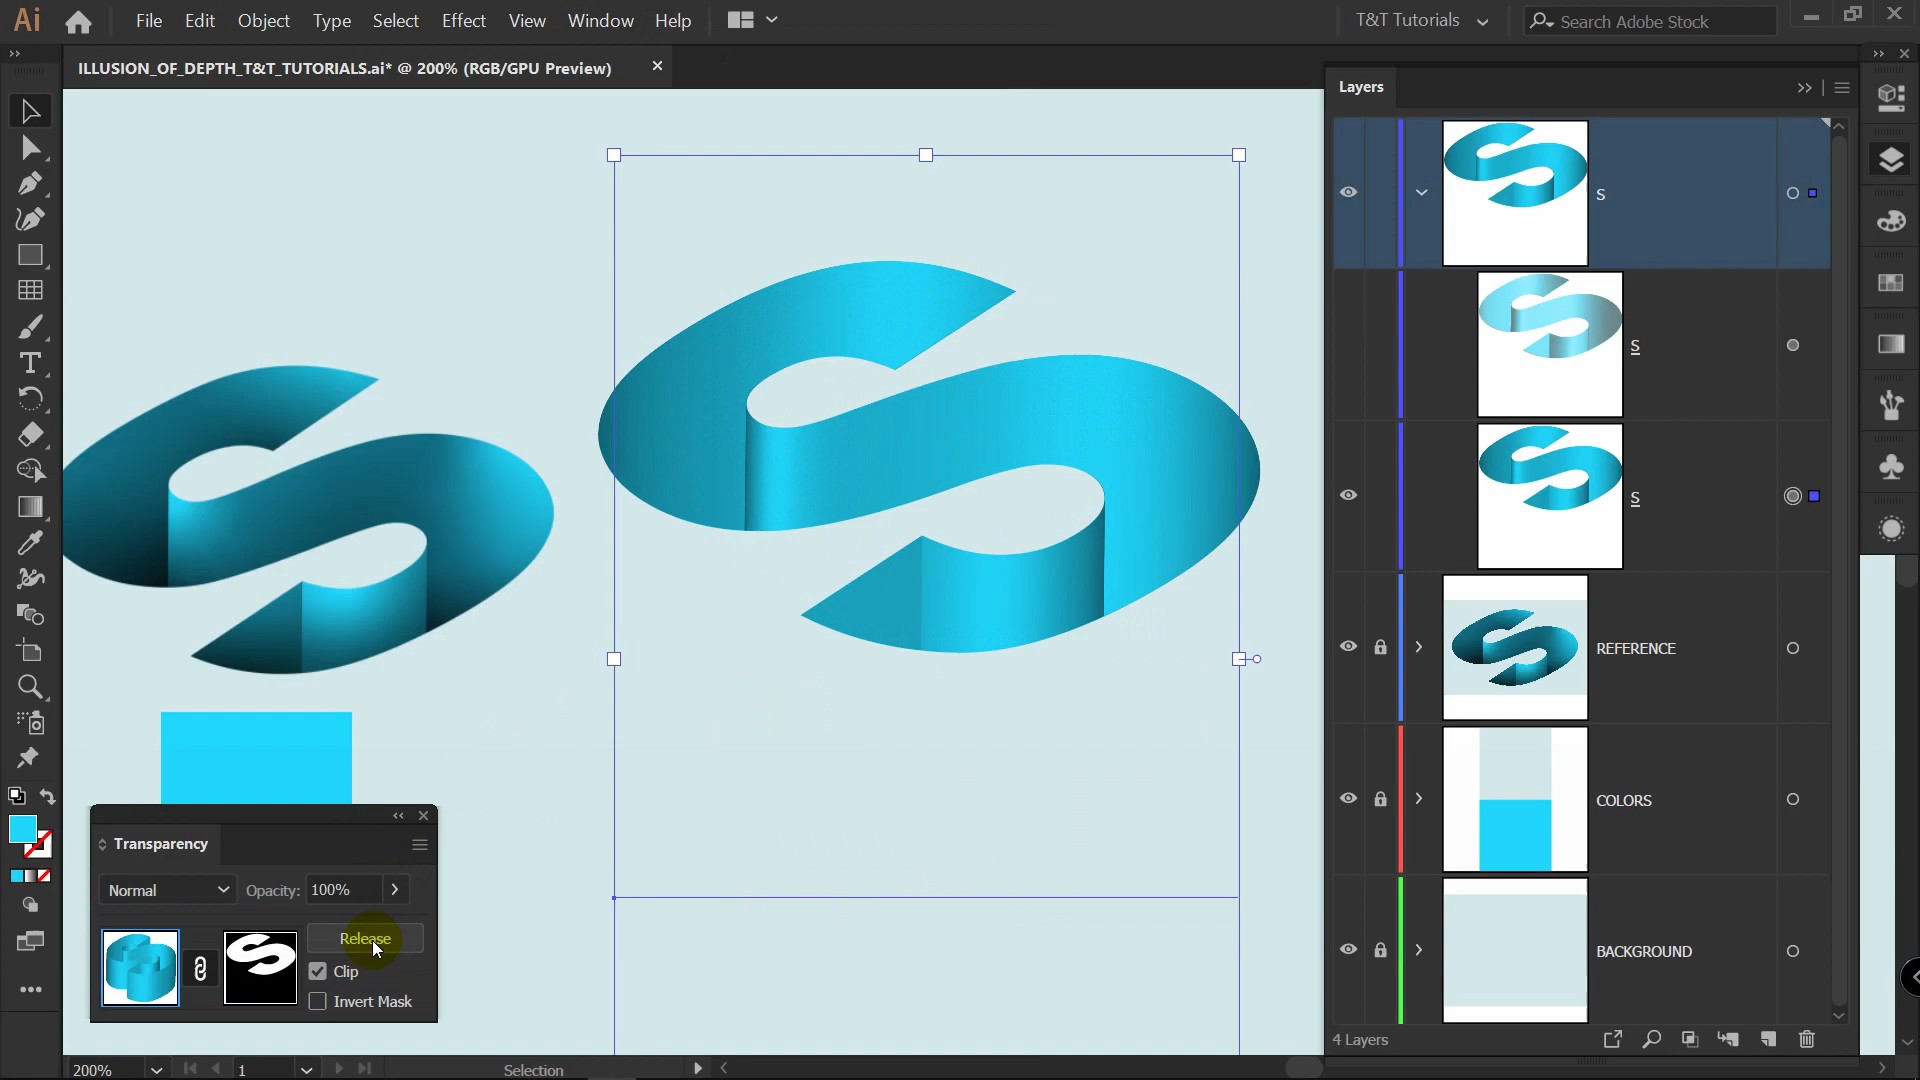 Ai
File Edit Object Type Select Effect View Window Help
T&T Tutorials
Search Adobe Stock
ILLUSION_OF_DEPTH_T&T_TUTORIALS.ai* @ 200% (RGB/GPU Preview)
Layers
S
S
S
REFERENCE
COLORS
BACKGROUND
4 Layers
Transparency
Normal
Opacity: 100%
Release
Clip
Invert Mask
200%
1
Selection